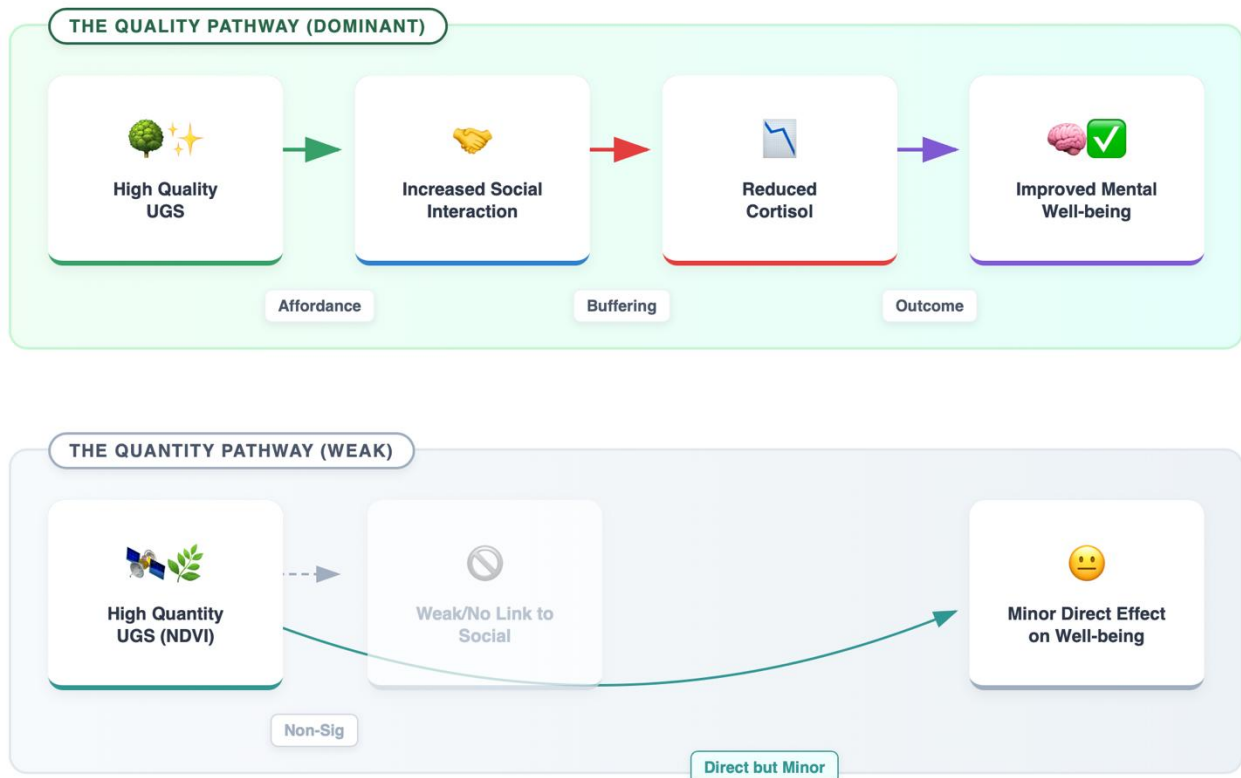 THE QUALITY PATHWAY (DOMINANT)
High Quality
UGS
Increased Social
Interaction
Reduced
Cortisol
Improved Mental
Well-being
Affordance
Buffering
Outcome
THE QUANTITY PATHWAY (WEAK)
High Quantity
UGS (NDVI)
Weak/No Link to
Social
Minor Direct Effect
on Well-being
Non-Sig
Direct but Minor